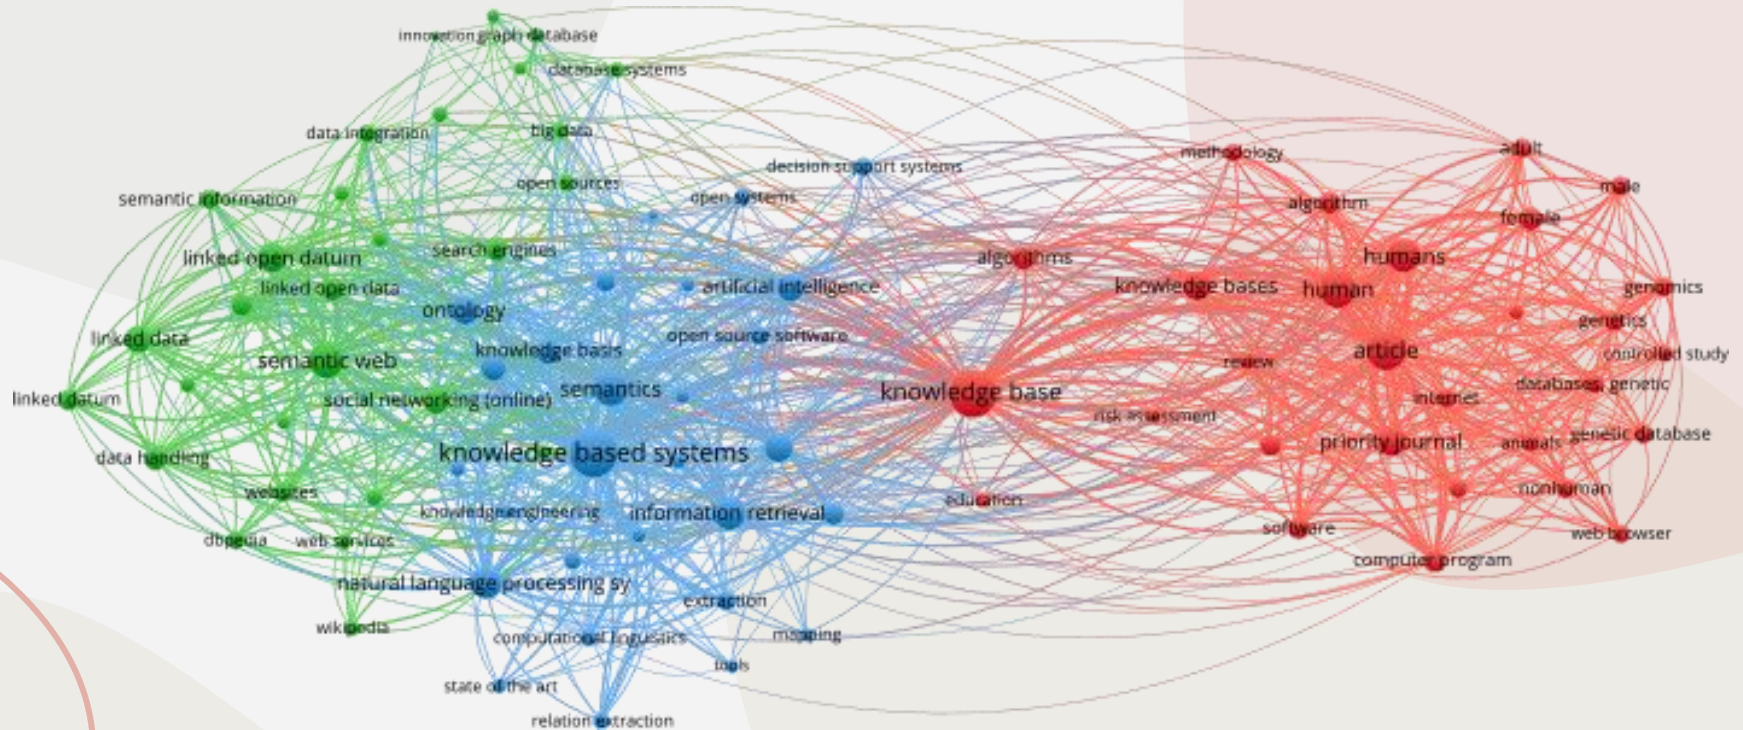 innovation
graph database
database systems
data integration
big data
decision support systems
methodology
adult
open sources
open systems
male
semantic information
algorithm
female
search engines
linked open datum
algorithms
humans
linked open data
artificial intelligence
knowledge bases
human
genomics
ontology
genetics
linked data
open source software
knowledge basis
semantic web
article
controlled study
review
semantics
knowledge base
databases, genetic
linked datum
social networking (online)
internet
risk assessment
genetic database
priority journal
animals
knowledge based systems
data handling
websites
nonhuman
education
knowledge engineering
information retrieval
software
web browser
dbpedia
web services
computer program
natural language processing sy
extraction
wikipedia
computational linguistics
mapping
tools
state of the art
relation extraction